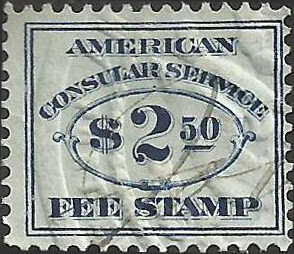 AMERICAN
CONSULAR SERVICE
$2.50
FEE STAMP